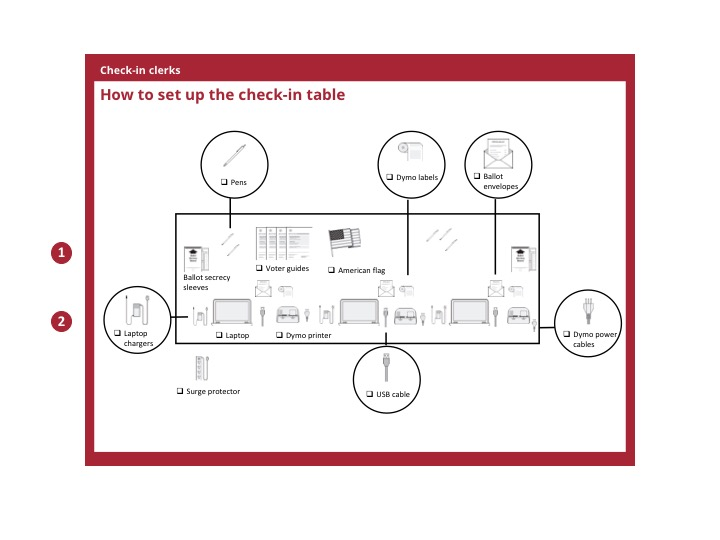 Check-in clerks
How to set up the check-in table
Pens
Dymo labels
Ballot
envelopes
1
Voter guides
American flag
Ballot secrecy
sleeves
2
Laptop
chargers
Laptop
Dymo printer
Dymo power
cables
Surge protector
USB cable